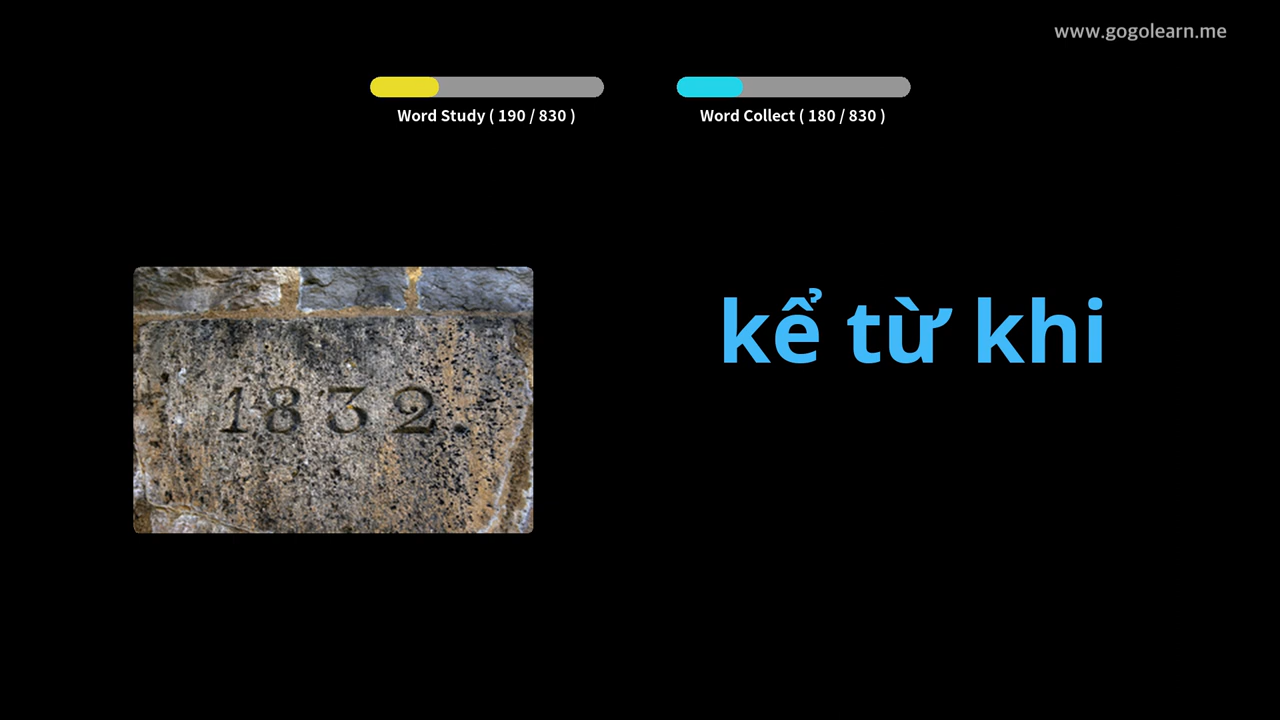 www.gogolearn.me
Word Study ( 190 / 830 )
Word Collect ( 180 / 830 )
1832.
kể từ khi